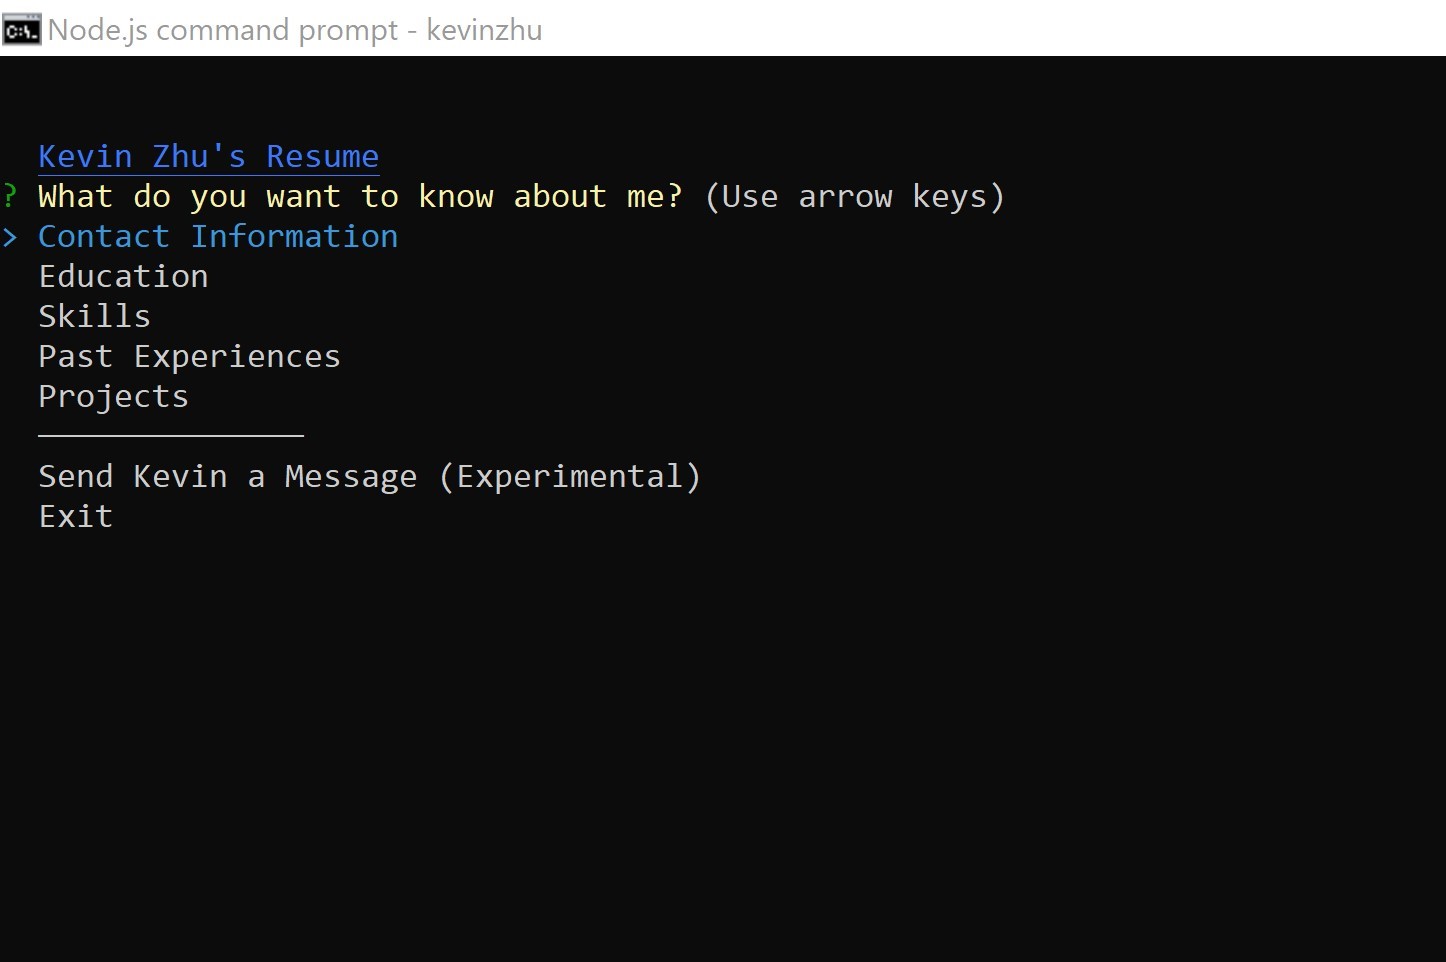 Node.js command prompt - kevinzhu
Kevin Zhu's Resume
? What do you want to know about me? (Use arrow keys)
> Contact Information
Education
Skills
Past Experiences
Projects
Send Kevin a Message (Experimental)
Exit